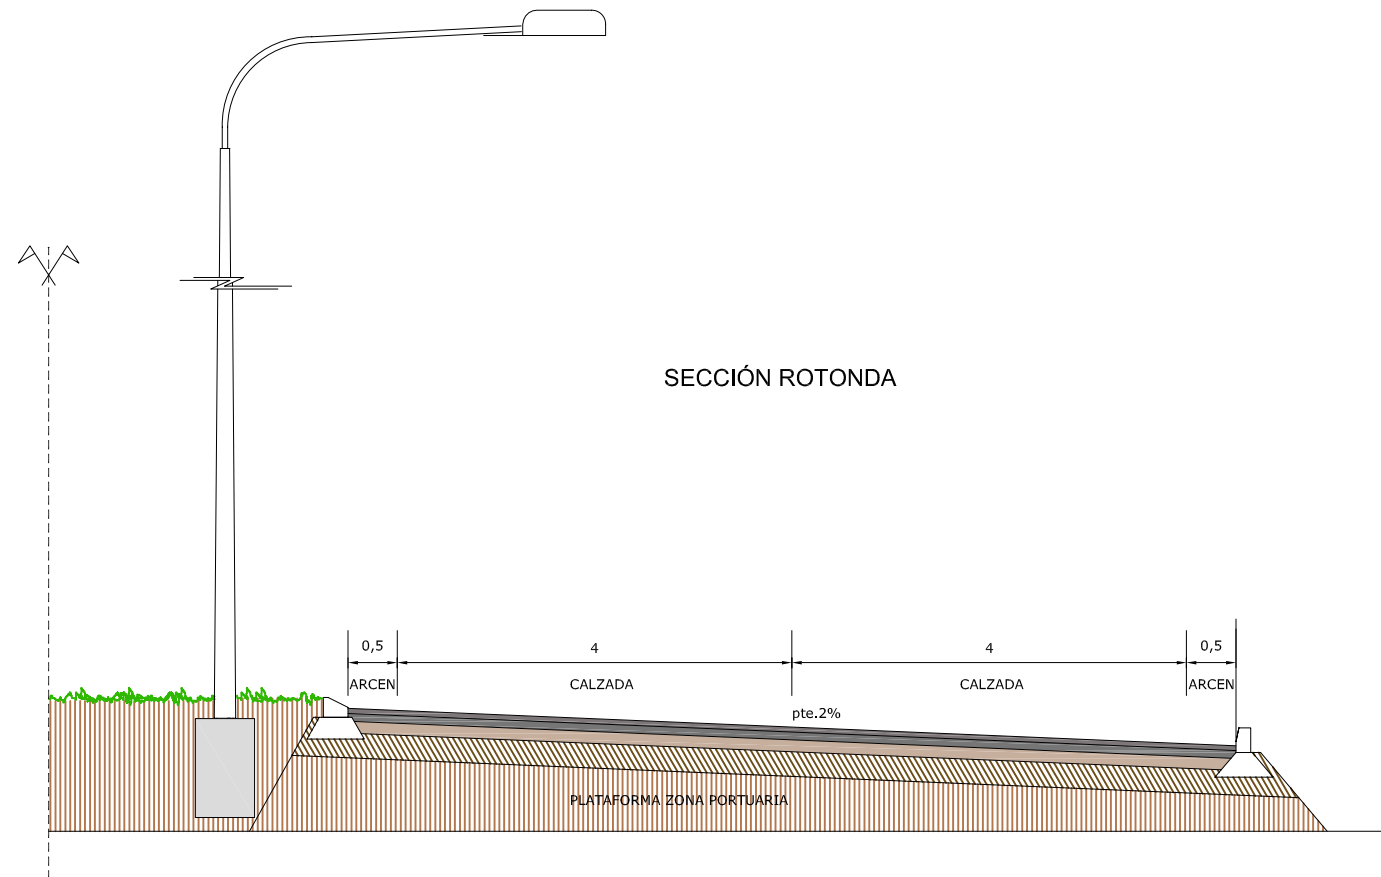 SECCIÓN ROTONDA
0,5
4
4
0,5
ARCEN
CALZADA
CALZADA
ARCEN
pte.2%
PLATAFORMA ZONA PORTUARIA